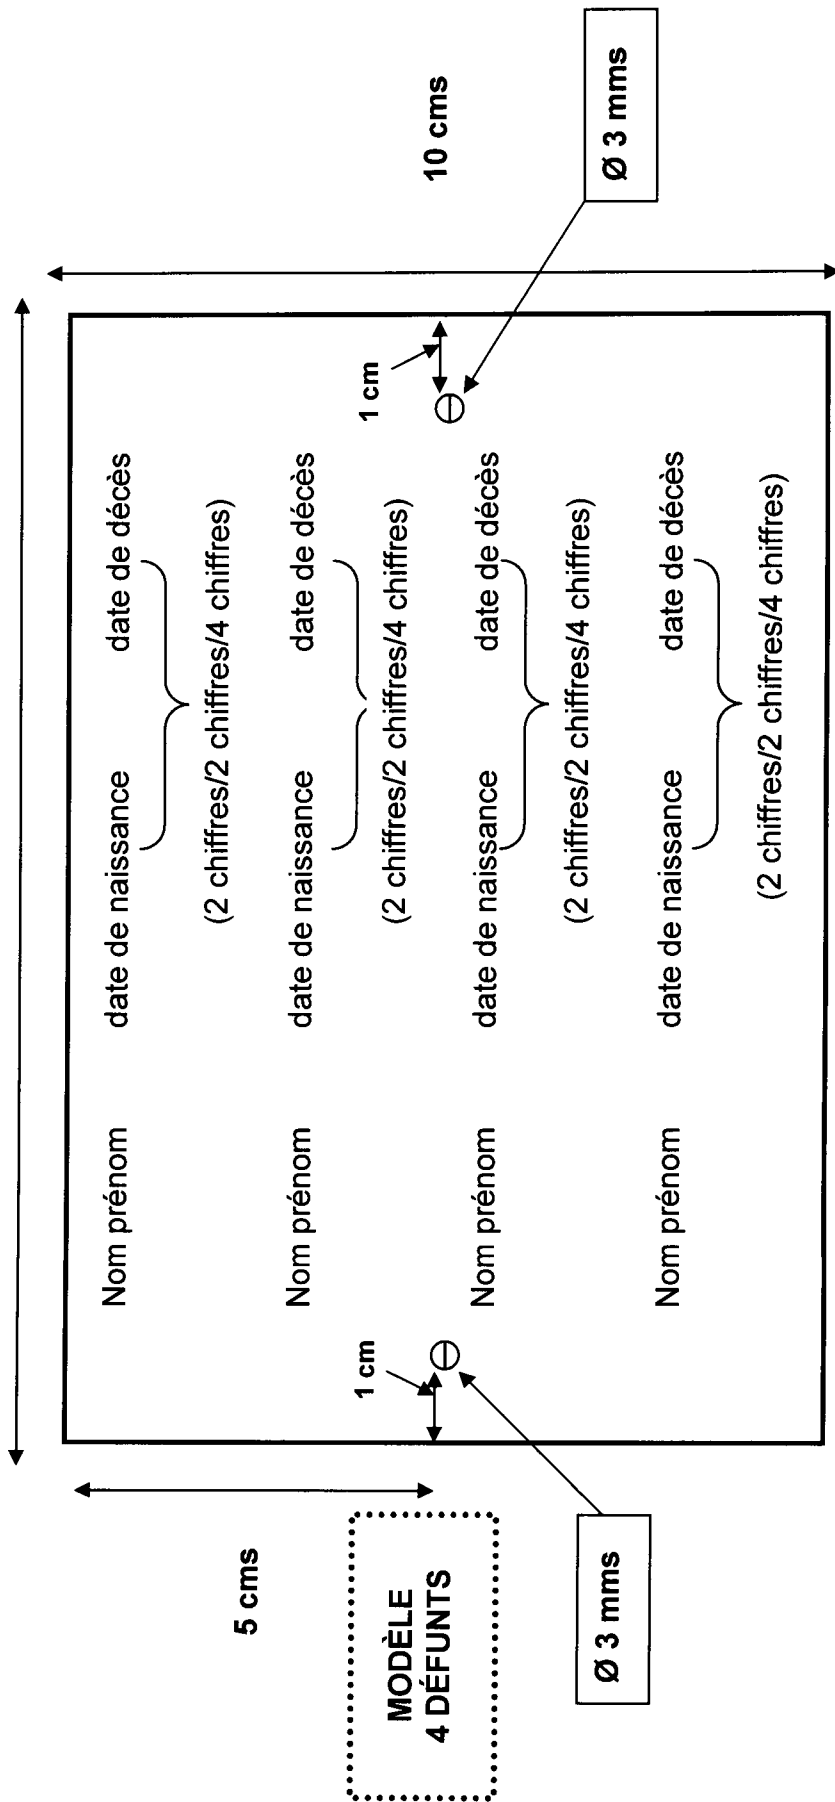 10 cms
Ø 3 mms
1 cm
Nom prénom date de naissance date de décès
(2 chiffres/2 chiffres/4 chiffres)
Nom prénom date de naissance date de décès
(2 chiffres/2 chiffres/4 chiffres)
Nom prénom date de naissance date de décès
(2 chiffres/2 chiffres/4 chiffres)
Nom prénom date de naissance date de décès
(2 chiffres/2 chiffres/4 chiffres)
1 cm
5 cms
MODÈLE
4 DÉFUNTS
Ø 3 mms